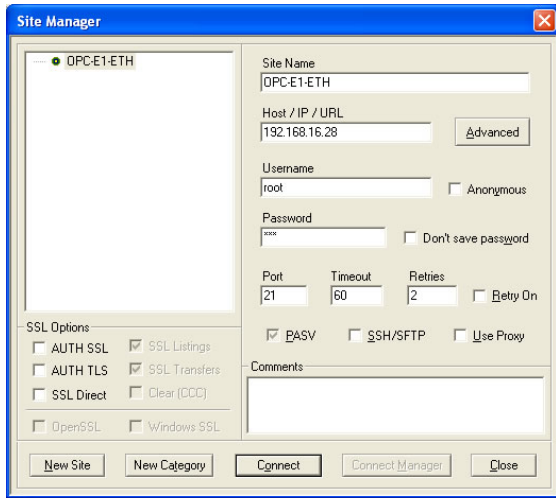 Site Manager
OPC-E1-ETH
Site Name
OPC-E1-ETH
Host / IP / URL
192.168.16.28
Advanced
Username
root
Anonymous
Password
***
Don't save password
Port Timeout Retries
21 60 2 Retry On
PASV SSH/SFTP Use Proxy
SSL Options
AUTH SSL SSL Listings
AUTH TLS SSL Transfers
SSL Direct Clear (CCC)
OpenSSL Windows SSL
Comments
New Site New Category Connect Connect Manager Close